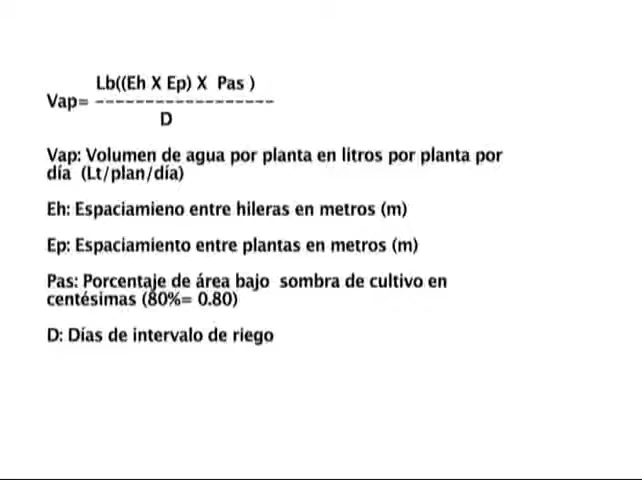 Lb((Eh X Ep) X Pas )
Vap= ------------------
D
Vap: Volumen de agua por planta en litros por planta por
día (Lt/plan/día)
Eh: Espaciamieno entre hileras en metros (m)
Ep: Espaciamiento entre plantas en metros (m)
Pas: Porcentaje de área bajo sombra de cultivo en
centésimas (80%= 0.80)
D: Días de intervalo de riego